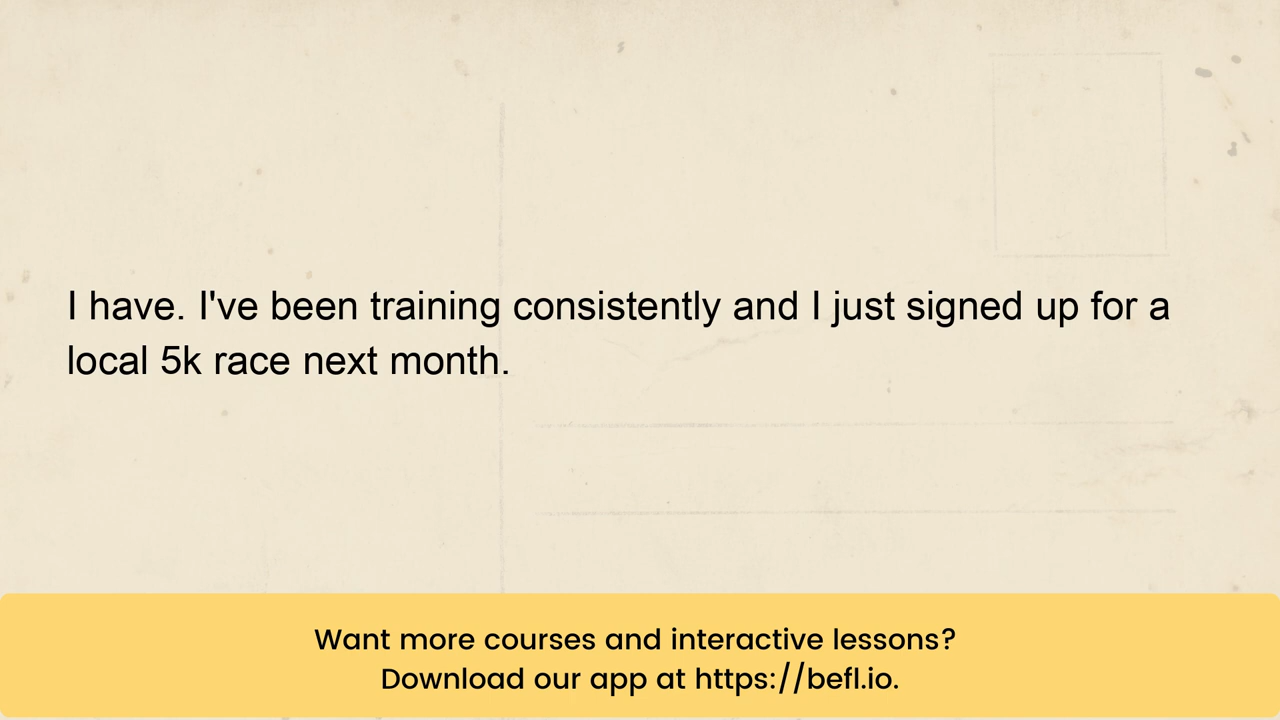 I have. I've been training consistently and I just signed up for a
local 5k race next month.
Want more courses and interactive lessons?
Download our app at https://befl.io.